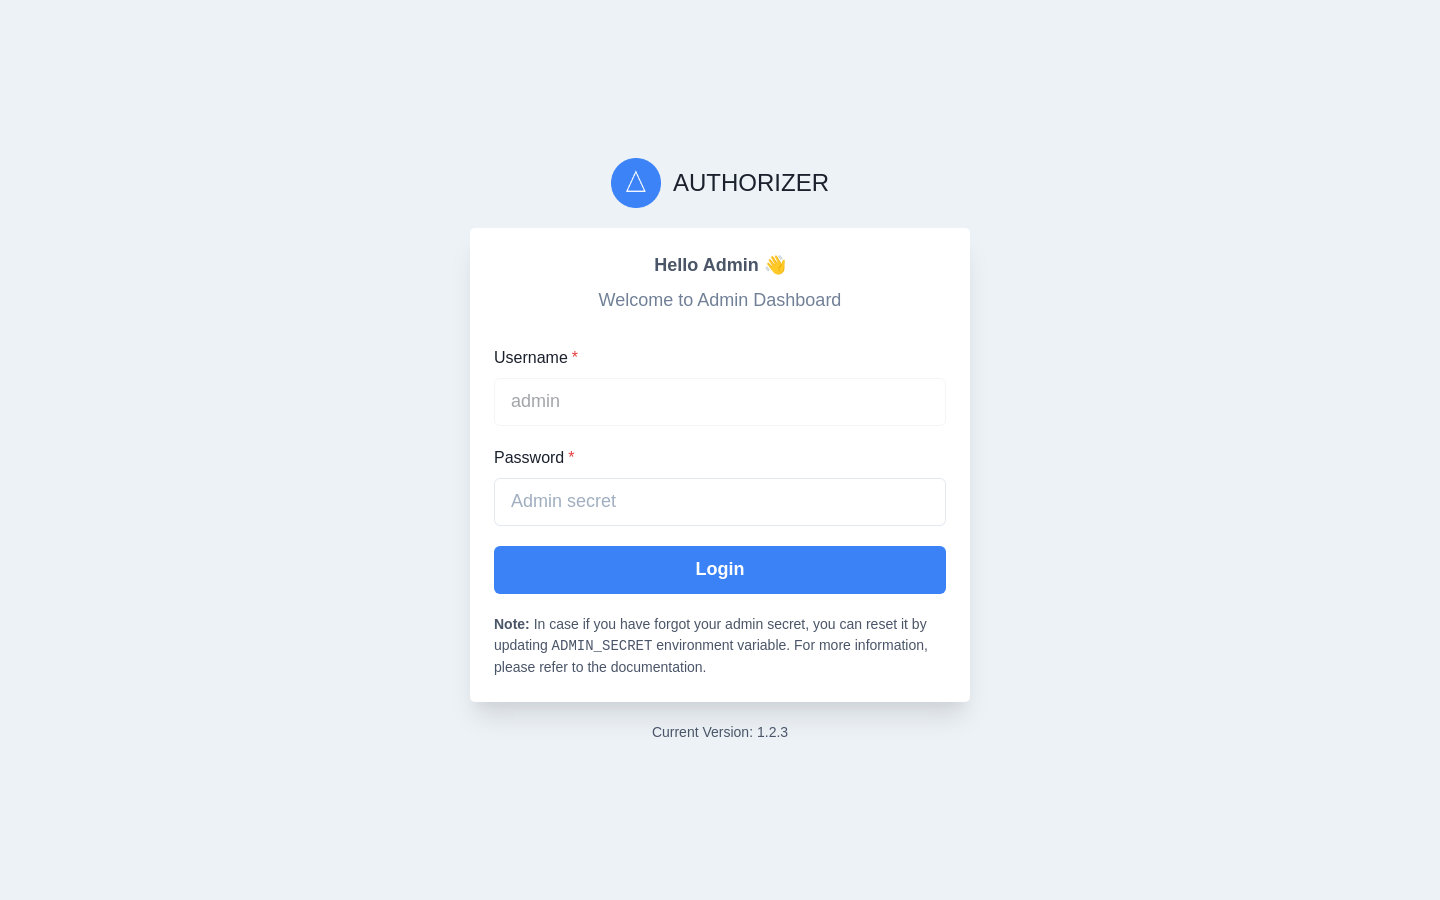 AUTHORIZER
Hello Admin 👋
Welcome to Admin Dashboard
Username *
admin
Password *
Admin secret
Login
Note: In case if you have forgot your admin secret, you can reset it by
updating ADMIN_SECRET environment variable. For more information,
please refer to the documentation.
Current Version: 1.2.3